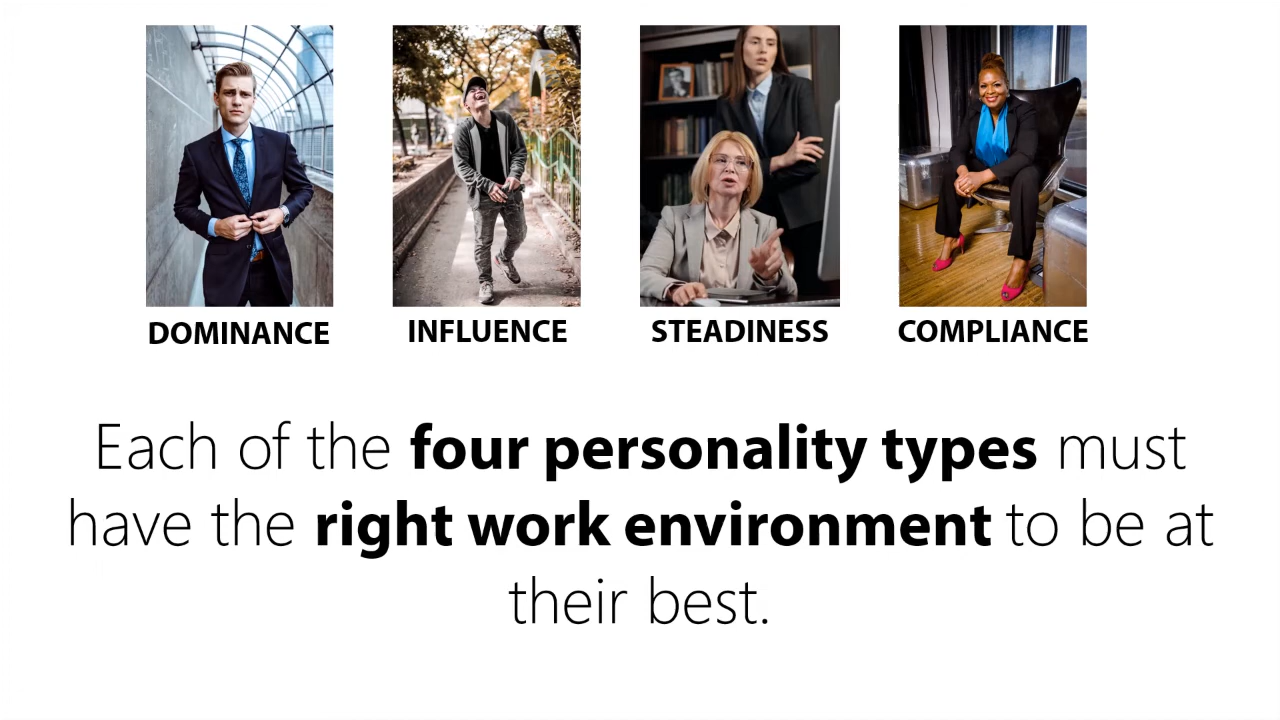 DOMINANCE
INFLUENCE
STEADINESS
COMPLIANCE
Each of the four personality types must
have the right work environment to be at
their best.